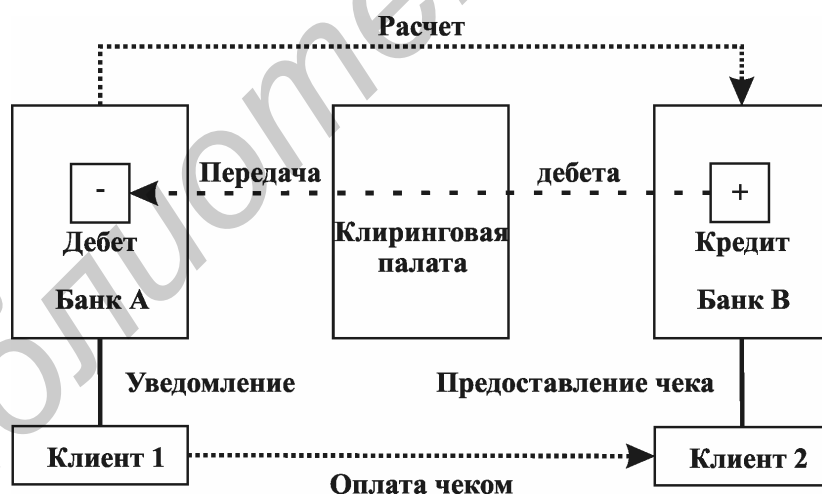 Расчет
Передача дебета
- +
Дебет
Клиринговая
палата
Кредит
Банк А
Банк В
Уведомление
Предоставление чека
Клиент 1
Клиент 2
Оплата чеком